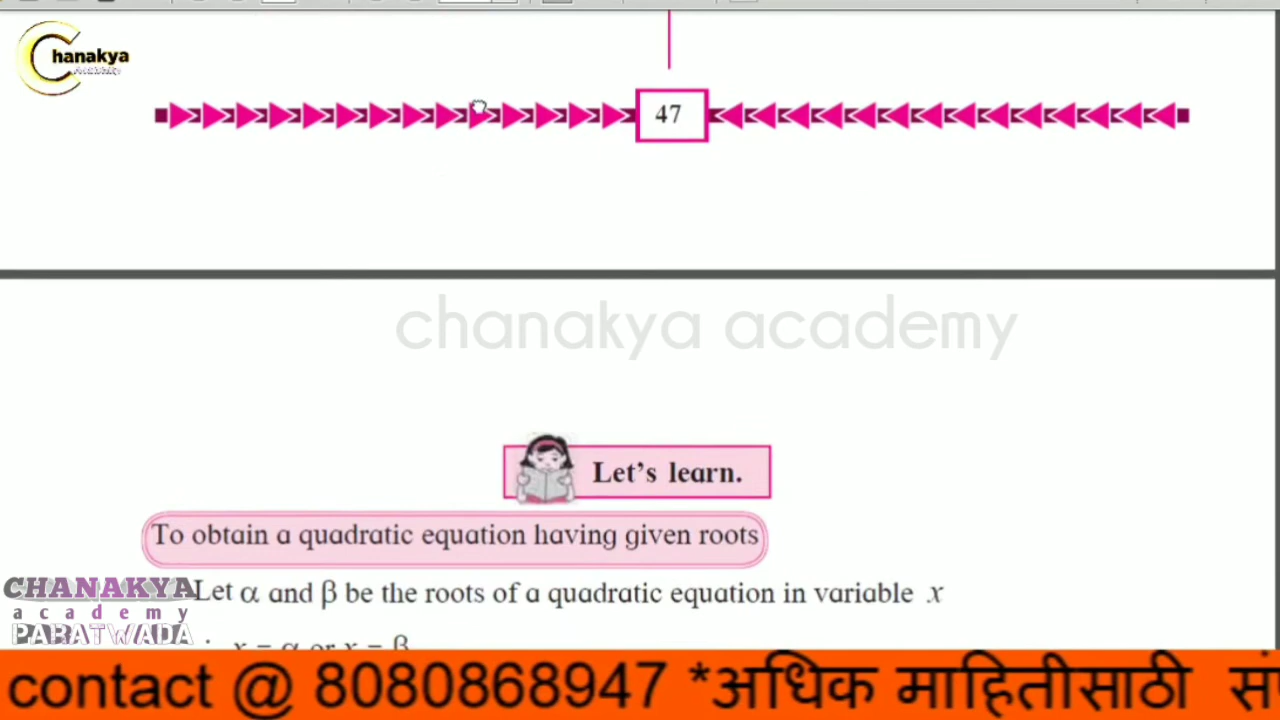 Chanakya
47
chanakya academy
Let's learn.
To obtain a quadratic equation having given roots
Let α and β be the roots of a quadratic equation in variable x
∴ x = α or x = β
CHANAKYA
academy
PARATWADA
contact @ 8080868947 *अधिक माहितीसाठी